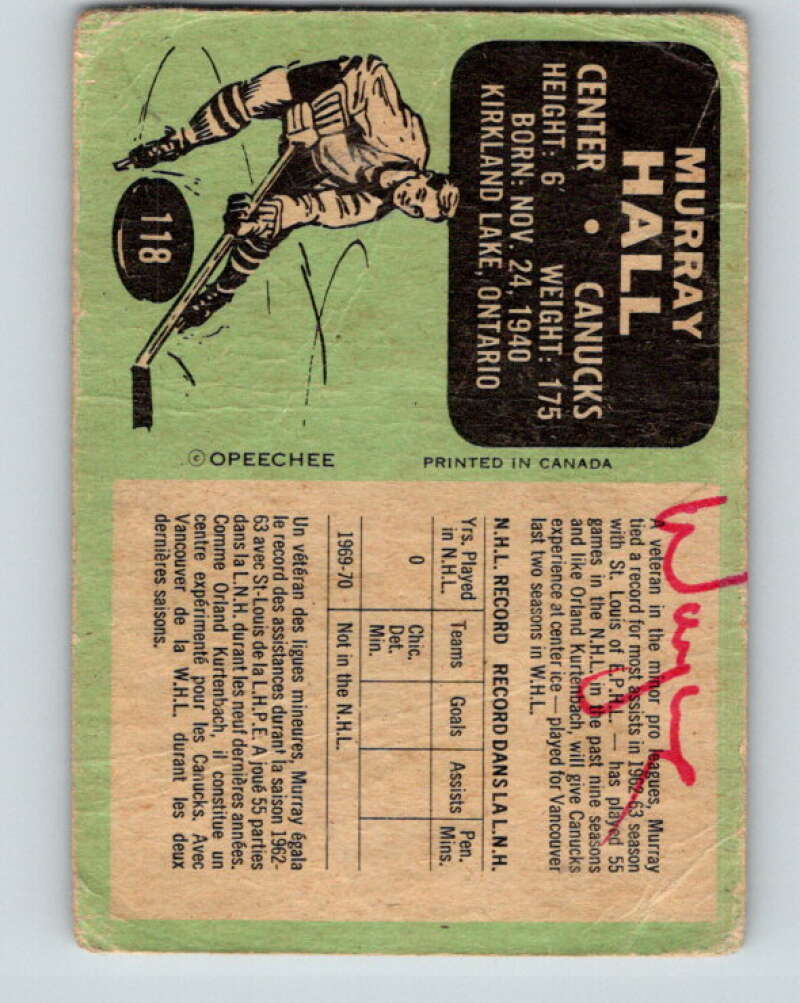 MURRAY
HALL
CENTER • CANUCKS
HEIGHT: 6' WEIGHT: 175
BORN: NOV. 24, 1940
KIRKLAND LAKE, ONTARIO
118
© OPEECHEE
PRINTED IN CANADA
Wayne
A veteran in the minor pro leagues, Murray
tied a record for most assists in 1962-63 season
with St. Louis of E.P.H.L. — has played 55
games in the N.H.L. in the past nine seasons
and like Orland Kurtenbach, will give Canucks
experience at center ice — played for Vancouver
last two seasons in W.H.L.
N.H.L. RECORD RECORD DANS LA L.N.H.
Yrs. Played in N.H.L. Teams Goals Assists Pen. Mins.
0 Chic. Det. Min.
1969-70 Not in the N.H.L.
Un vétéran des ligues mineures, Murray égala
le record des assistances durant la saison 1962-
63 avec St-Louis de la L.H.P.E. A joué 55 parties
dans la L.N.H. durant les neuf dernières années.
Comme Orland Kurtenbach, il constitue un
centre expérimenté pour les Canucks. Avec
Vancouver de la W.H.L. durant les deux
dernières saisons.